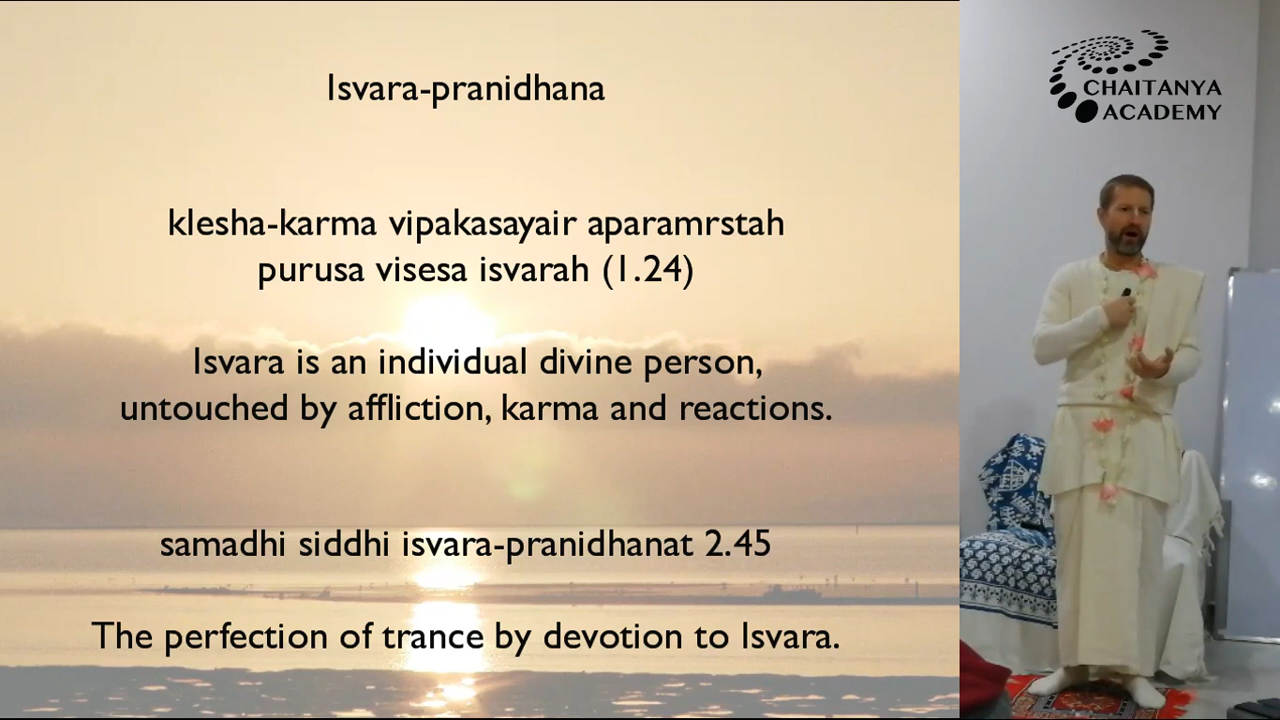 Isvara-pranidhana
klesha-karma vipakasayair aparamrstah
purusa visesa isvarah (1.24)
Isvara is an individual divine person,
untouched by affliction, karma and reactions.
samadhi siddhi isvara-pranidhanat 2.45
The perfection of trance by devotion to Isvara.
CHAITANYA
ACADEMY